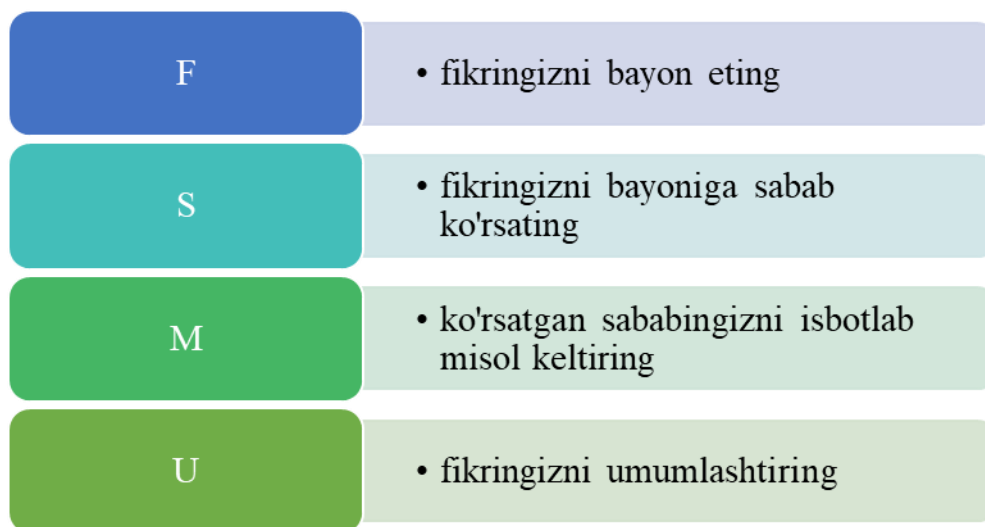 F
• fikringizni bayon eting
S
• fikringizni bayoniga sabab
ko'rsating
M
• ko'rsatgan sababingizni isbotlab
misol keltiring
U
• fikringizni umumlashtiring